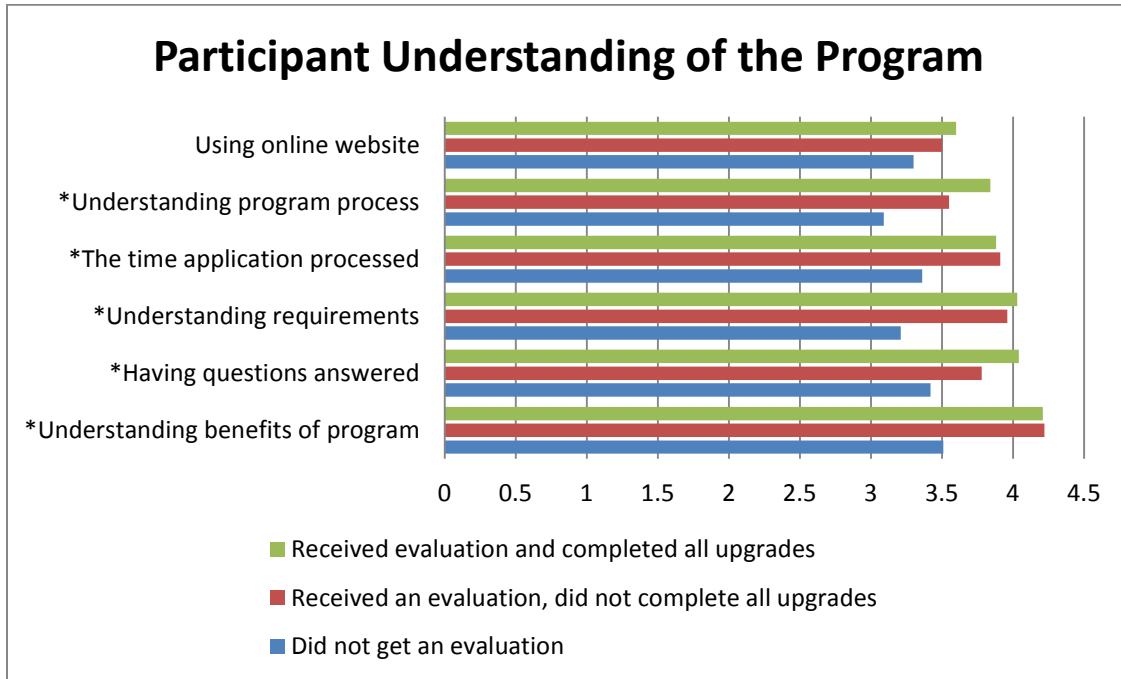 Participant Understanding of the Program
Using online website
*Understanding program process
*The time application processed
*Understanding requirements
*Having questions answered
*Understanding benefits of program
0 0.5 1 1.5 2 2.5 3 3.5 4 4.5
Received evaluation and completed all upgrades
Received an evaluation, did not complete all upgrades
Did not get an evaluation